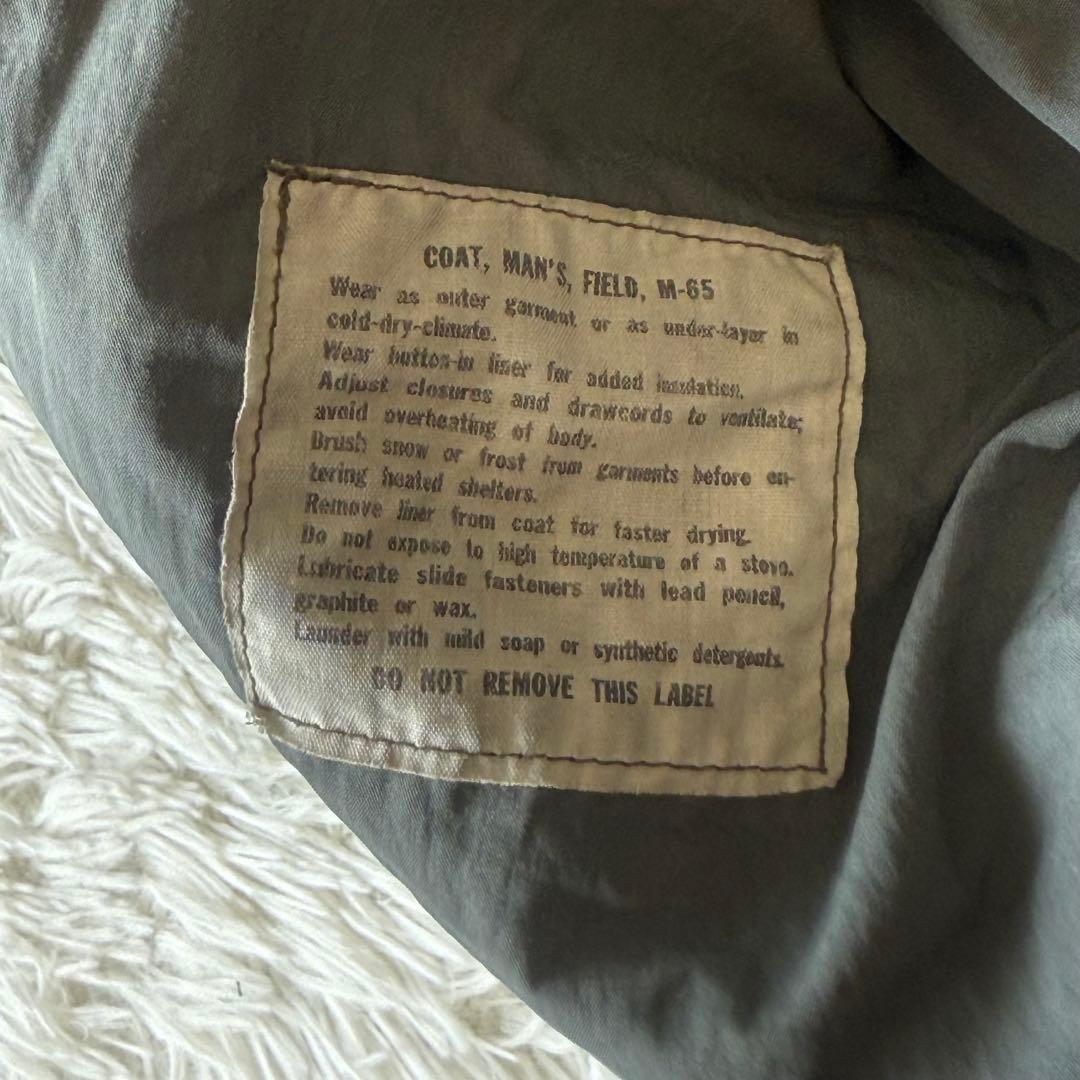 COAT, MAN'S, FIELD, M-65
Wear as outer garment or as under-layer in
cold-dry-climate.
Wear button-in liner for added insulation.
Adjust closures and drawcords to ventilate;
avoid overheating of body.
Brush snow or frost from garments before en-
tering heated shelters.
Remove liner from coat for faster drying.
Do not expose to high temperature of a stove.
Lubricate slide fasteners with lead pencil,
graphite or wax.
Launder with mild soap or synthetic detergents.
DO NOT REMOVE THIS LABEL